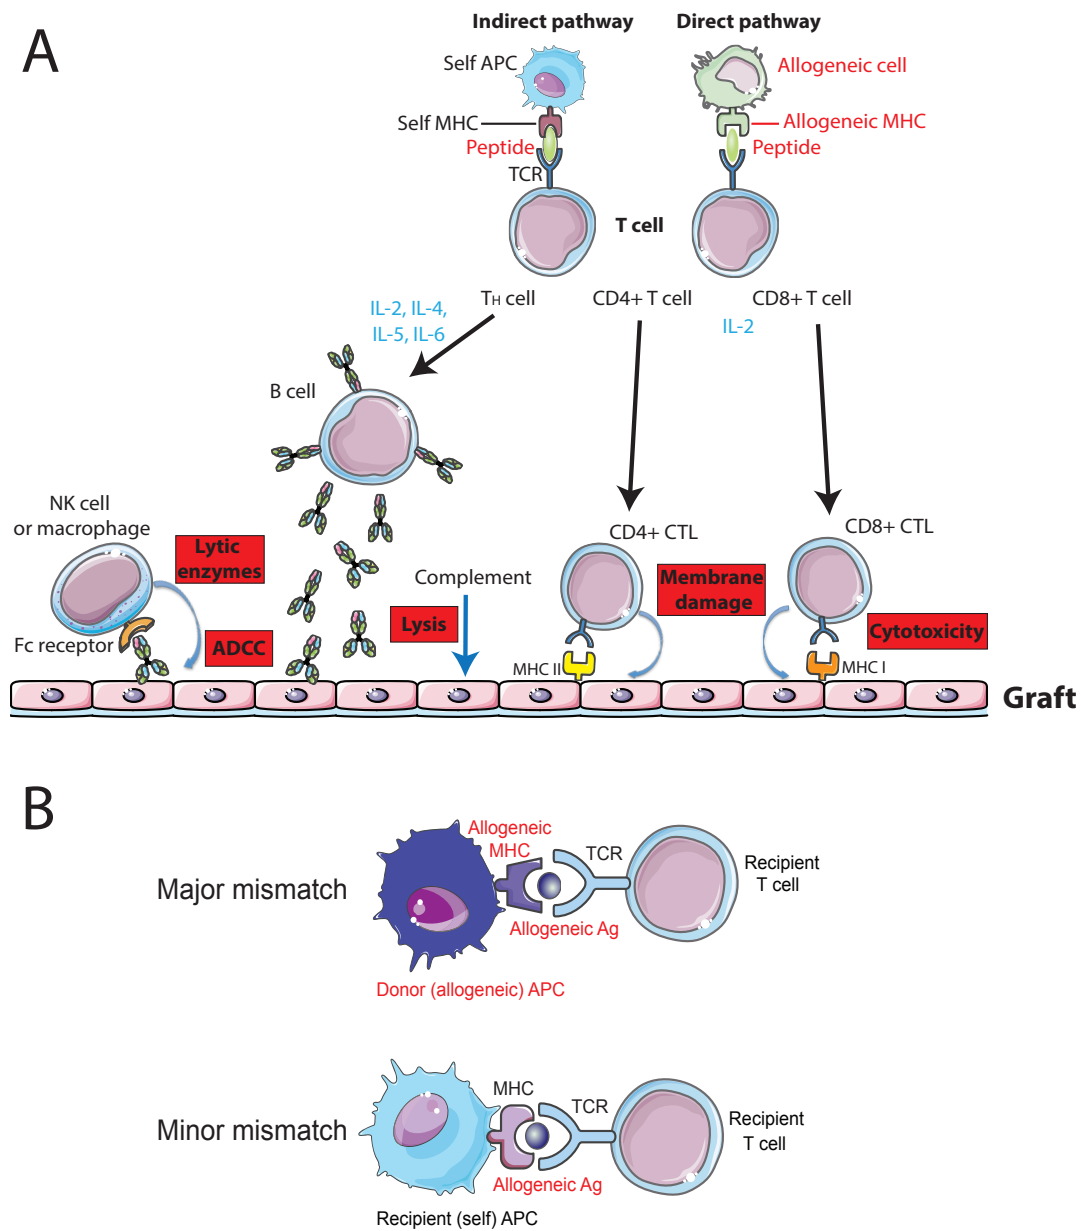 A
Indirect pathway
Direct pathway
Self APC
Allogeneic cell
Self MHC
Allogeneic MHC
Peptide
Peptide
TCR
T cell
TH cell
CD4+ T cell
CD8+ T cell
IL-2, IL-4,
IL-5, IL-6
IL-2
B cell
NK cell
or macrophage
Lytic
enzymes
Complement
CD4+ CTL
CD8+ CTL
Membrane
damage
Lysis
Cytotoxicity
Fc receptor
ADCC
MHC II
MHC I
Graft
B
Major mismatch
Allogeneic
MHC
TCR
Recipient
T cell
Allogeneic Ag
Donor (allogeneic) APC
Minor mismatch
MHC
TCR
Recipient
T cell
Allogeneic Ag
Recipient (self) APC